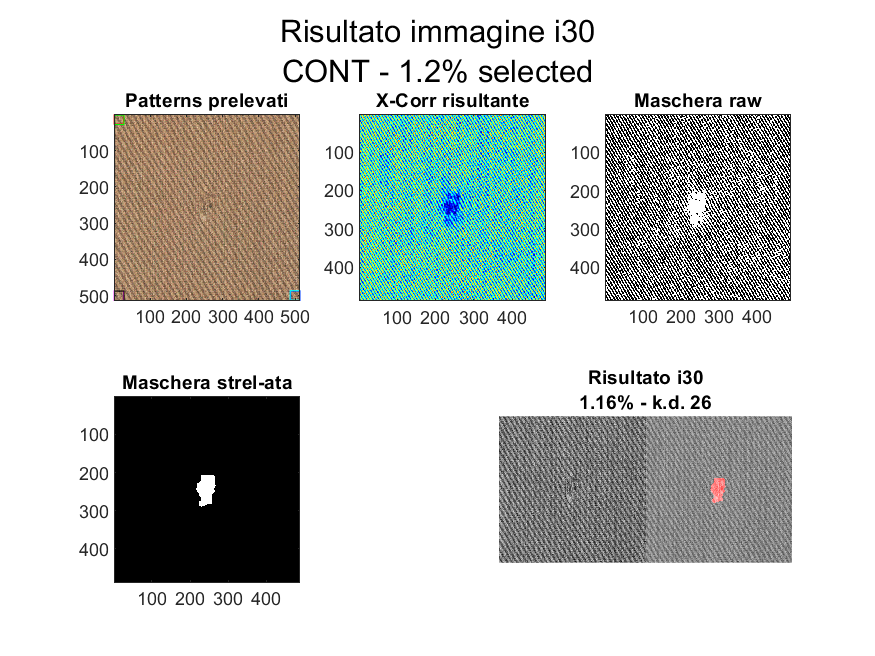 Risultato immagine i30
CONT - 1.2% selected
Patterns prelevati
100
200
300
400
500
100 200 300 400 500
X-Corr risultante
100
200
300
400
100 200 300 400
Maschera raw
100
200
300
400
100 200 300 400
Maschera strel-ata
100
200
300
400
100 200 300 400
Risultato i30
1.16% - k.d. 26